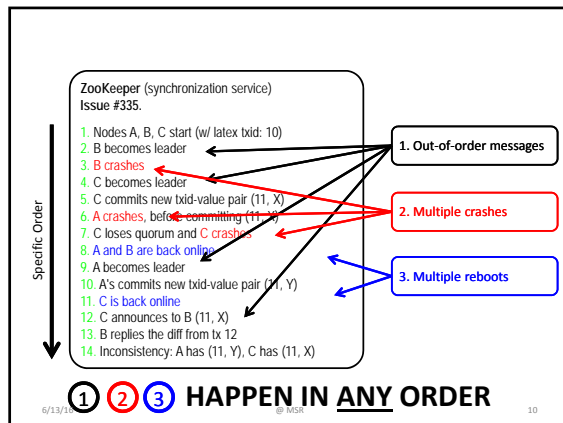 ZooKeeper (synchronization service)
Issue #335.
1. Nodes A, B, C start (w/ latex txid: 10)
2. B becomes leader
3. B crashes
4. C becomes leader
5. C commits new txid-value pair (11, X)
6. A crashes, before committing (11, X)
7. C loses quorum and C crashes
8. A and B are back online
9. A becomes leader
10. A's commits new txid-value pair (11, Y)
11. C is back online
12. C announces to B (11, X)
13. B replies the diff from tx 12
14. Inconsistency: A has (11, Y), C has (11, X)
Specific Order
1. Out-of-order messages
2. Multiple crashes
3. Multiple reboots
1 2 3 HAPPEN IN ANY ORDER
6/13/16 @ MSR 10